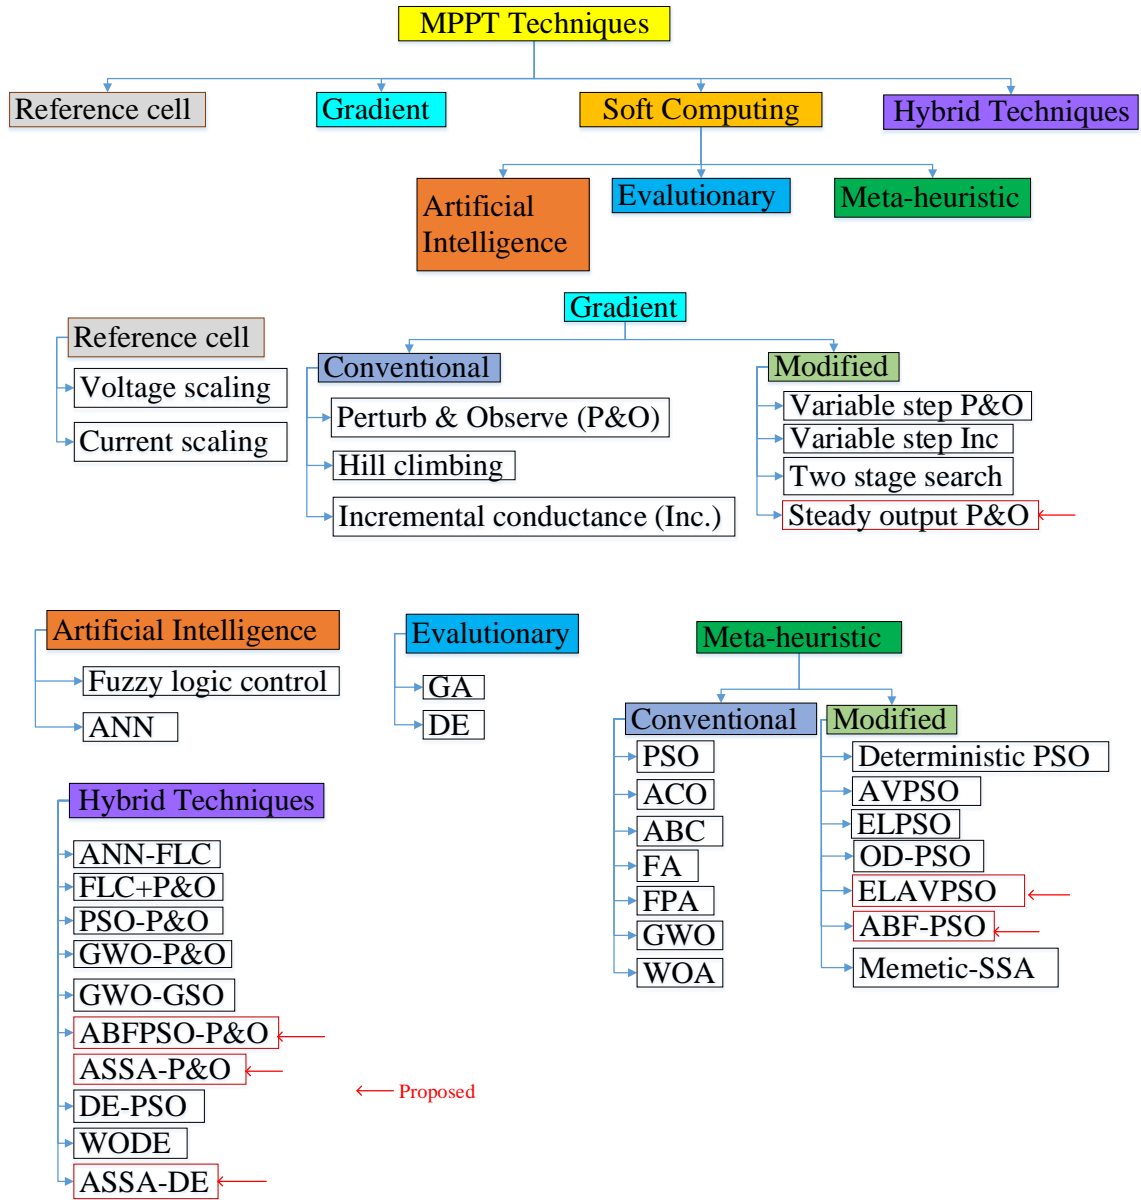 MPPT Techniques
Reference cell
Gradient
Soft Computing
Hybrid Techniques
Artificial
Intelligence
Evalutionary
Meta-heuristic
Gradient
Reference cell
Voltage scaling
Current scaling
Conventional
Perturb & Observe (P&O)
Hill climbing
Incremental conductance (Inc.)
Modified
Variable step P&O
Variable step Inc
Two stage search
Steady output P&O
Artificial Intelligence
Fuzzy logic control
ANN
Evalutionary
GA
DE
Meta-heuristic
Conventional
PSO
ACO
ABC
FA
FPA
GWO
WOA
Modified
Deterministic PSO
AVPSO
ELPSO
OD-PSO
ELAVPSO
ABF-PSO
Memetic-SSA
Hybrid Techniques
ANN-FLC
FLC+P&O
PSO-P&O
GWO-P&O
GWO-GSO
ABFPSO-P&O
ASSA-P&O
DE-PSO
WODE
ASSA-DE
Proposed